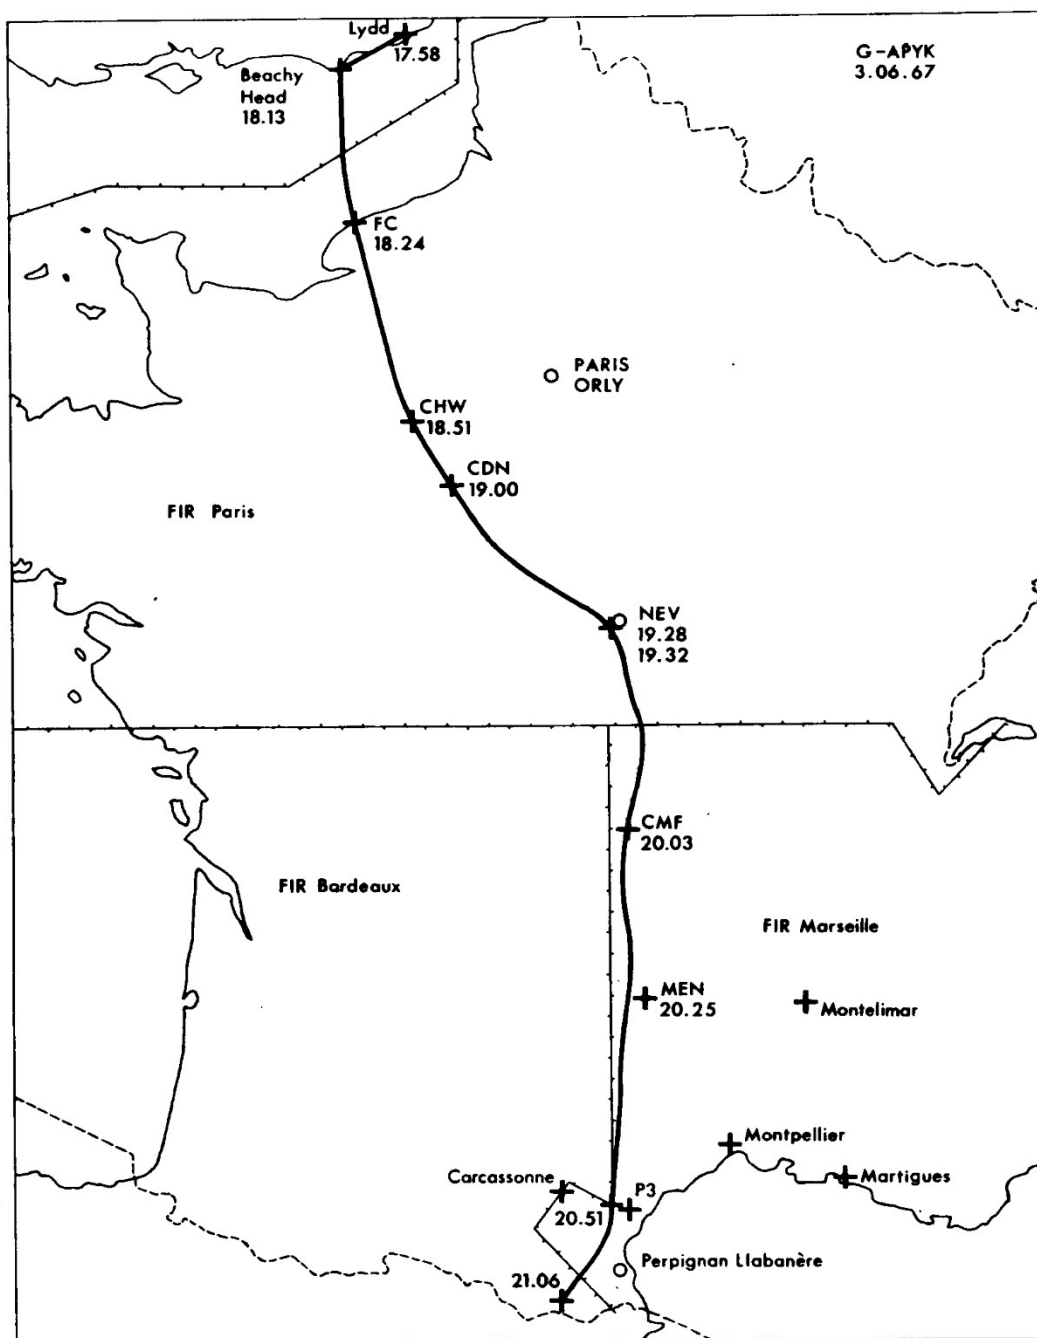 Lydd
17.58
G-APYK
3.06.67
Beachy
Head
18.13
FC
18.24
PARIS
ORLY
CHW
18.51
CDN
19.00
FIR Paris
NEV
19.28
19.32
CMF
20.03
FIR Bordeaux
FIR Marseille
MEN
20.25
Montelimar
Montpellier
Carcassonne
Martigues
P3
20.51
Perpignan Llabanère
21.06